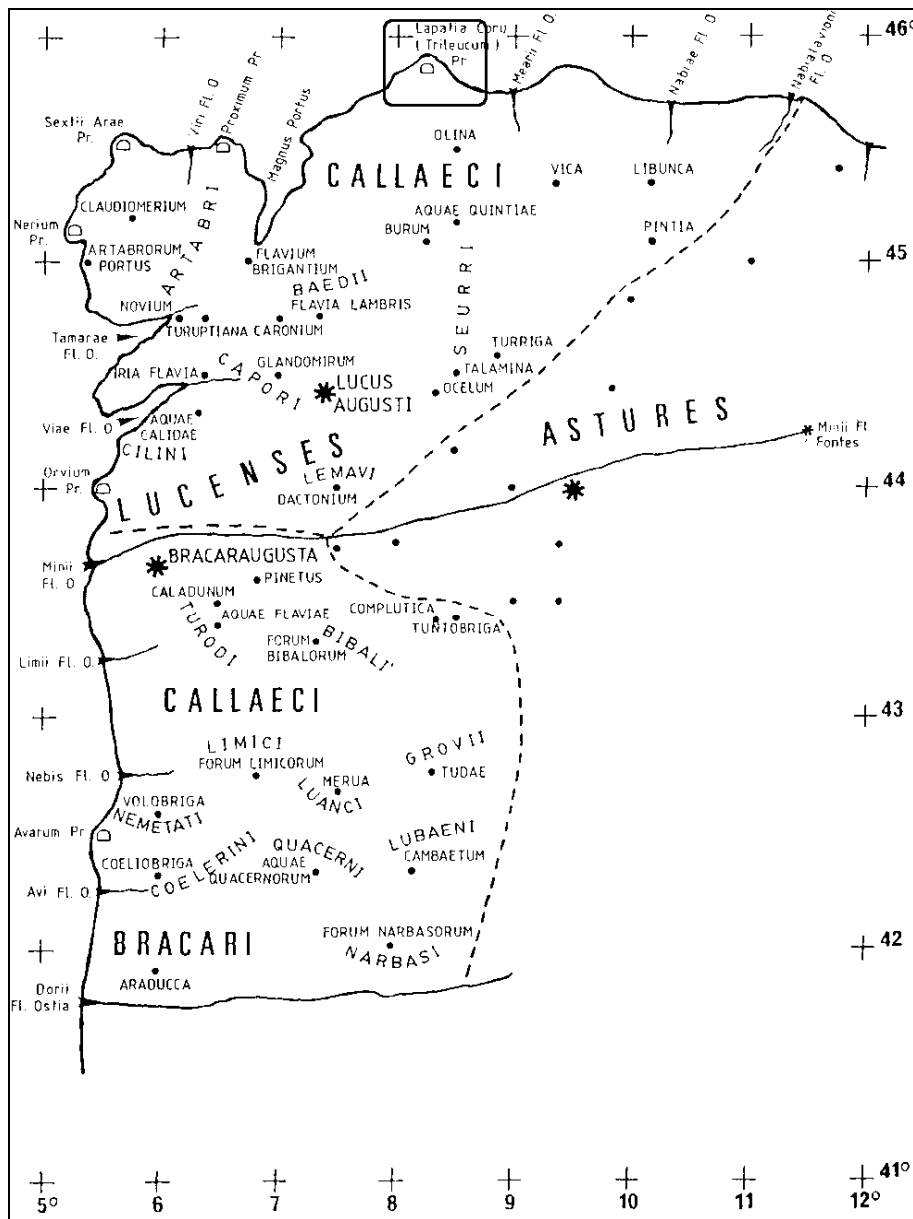 46º
Lapatia Coru
(Trileucum)
Pr
Mearii Fl. O.
Nabiae Fl O
Nabialavioni
Fl. O
Sextii Arae
Pr.
Viri Fl. O
Proximum Pr
Magnus Portus
OLINA
CALLAECI
VICA
LIBUNCA
CLAUDIOMERIUM
ARTABRI
AQUAE QUINTIAE
BURUM
PINTIA
Nerium
Pr.
ARTABRORUM
PORTUS
FLAVIUM
BRIGANTIUM
SEURRI
45
BAEDII
FLAVIA LAMBRIS
NOVIUM
TURUPTIANA
CARONIUM
Tamarae
Fl. O.
TURRIGA
TALAMINA
OCELUM
IRIA FLAVIA
CAPORI
GLANDOMIRUM
LUCUS
AUGUSTI
Viae Fl O
AQUAE
CALIDAE
CILINI
ASTURES
Minii Fl
Fontes
Orvium
Pr.
LUCENSES
LEMAVI
DACTONIUM
44
Minii
Fl O
BRACARAUGUSTA
PINETUS
CALADUNUM
AQUAE FLAVIAE
TURODI
COMPLUTICA
TUNTOBRIGA
FORUM
BIBALORUM
BIBALI'
Limii Fl O.
CALLAECI
43
LIMICI
FORUM LIMICORUM
GROVII
TUDAE
Nebis Fl O
MERUA
LUANCI
VOLOBRIGA
NEMETATI
Avarum Pr
LUBAENI
CAMBAETUM
QUACERNI
AQUAE
QUACERNORUM
COELIOBRIGA
COELERINI
Avi Fl O.
BRACARI
FORUM NARBASORUM
NARBASI
42
ARADUCCA
Dorii
Fl. Ostia
41º
5º 6 7 8 9 10 11 12º